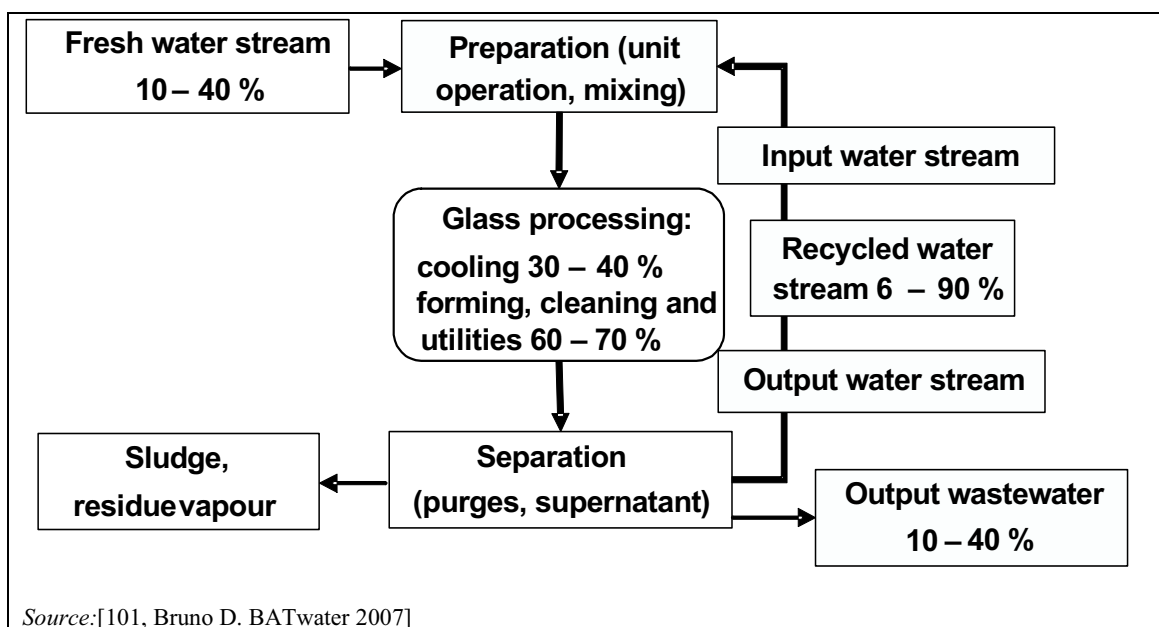 Fresh water stream
10 – 40 %
Preparation (unit
operation, mixing)
Input water stream
Glass processing:
cooling 30 – 40 %
forming, cleaning and
utilities 60 – 70 %
Recycled water
stream 6 – 90 %
Output water stream
Sludge,
residue vapour
Separation
(purges, supernatant)
Output wastewater
10 – 40 %
Source:[101, Bruno D. BATwater 2007]